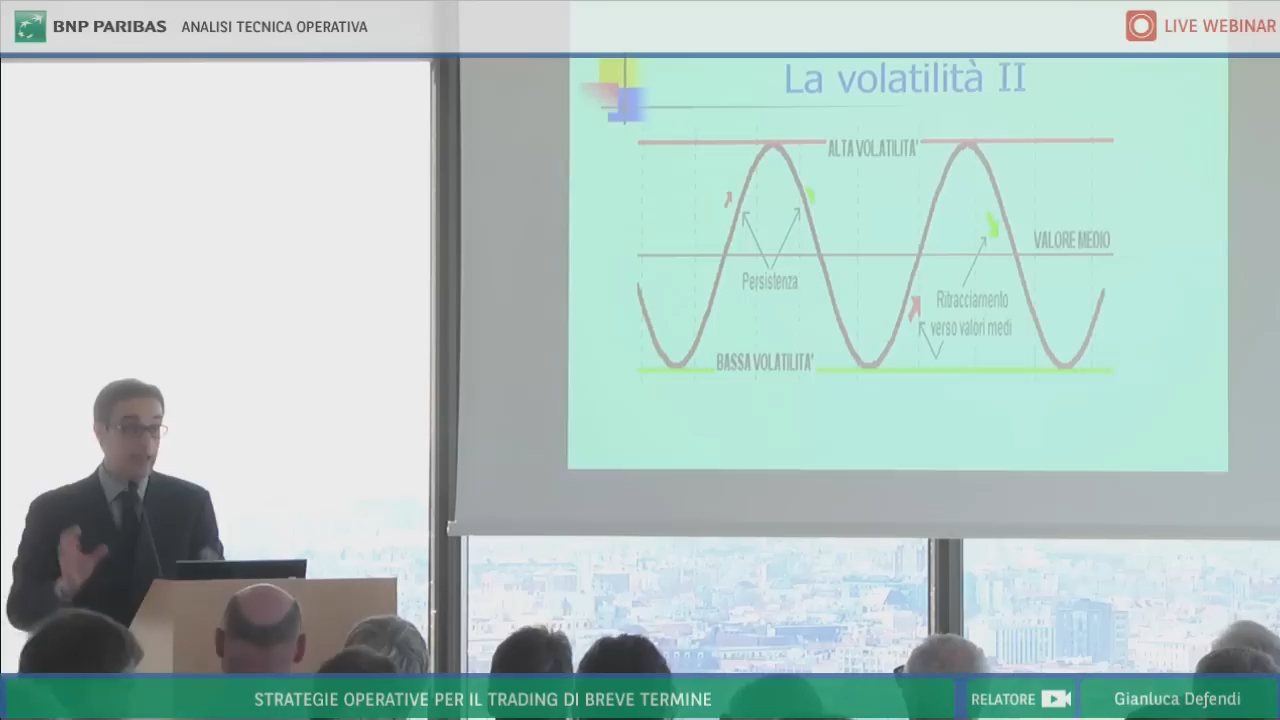 BNP PARIBAS ANALISI TECNICA OPERATIVA
LIVE WEBINAR
La volatilità II
ALTA VOLATILITA'
VALORE MEDIO
Persistenza
Ritracciamento
verso valori medi
BASSA VOLATILITA'
STRATEGIE OPERATIVE PER IL TRADING DI BREVE TERMINE
RELATORE
Gianluca Defendi